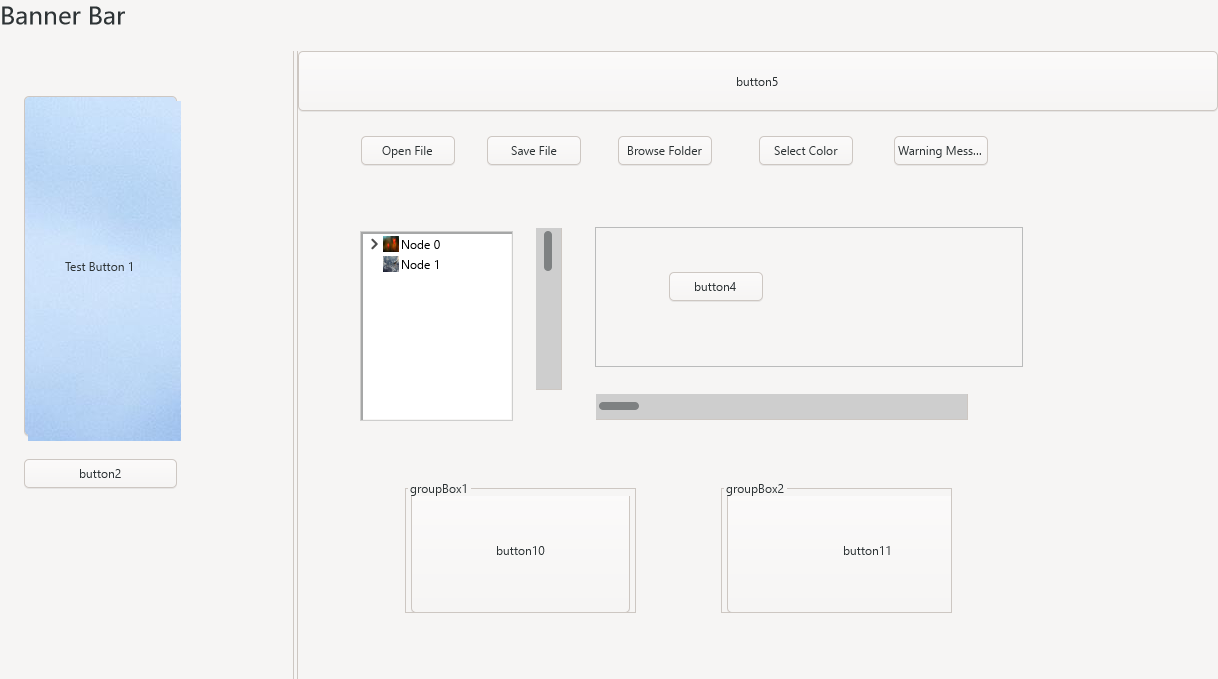 Banner Bar
button5
Open File
Save File
Browse Folder
Select Color
Warning Mess...
Node 0
Node 1
Test Button 1
button4
button2
groupBox1
groupBox2
button10
button11